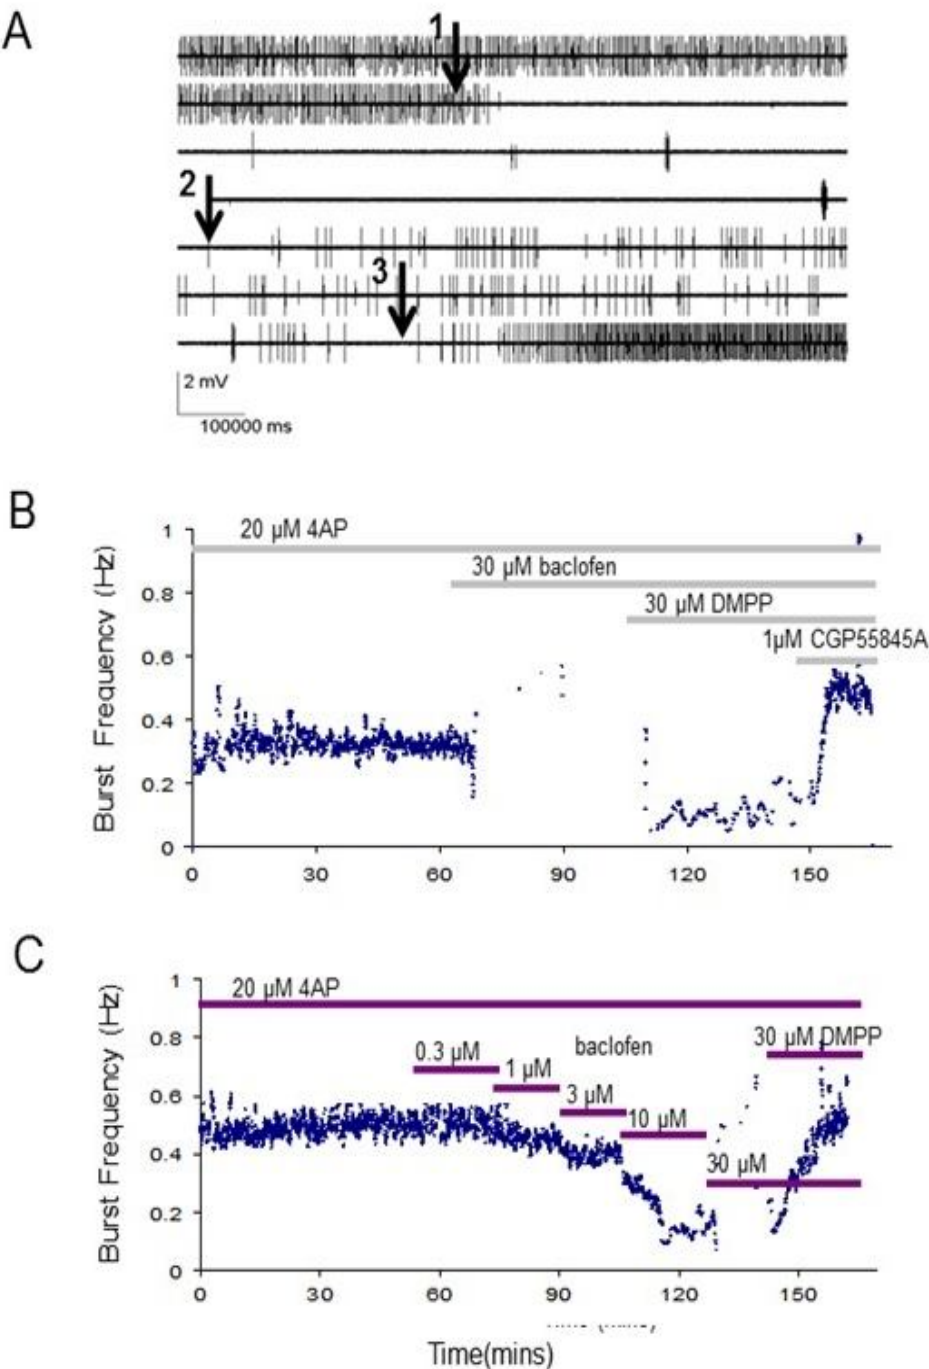 A
1
2
3
2 mV
100000 ms
B
Burst Frequency (Hz)
1
0.8
0.6
0.4
0.2
0
20 µM 4AP
30 µM baclofen
30 µM DMPP
1µM CGP55845A
0 30 60 90 120 150
C
Burst Frequency (Hz)
1
0.8
0.6
0.4
0.2
0
20 µM 4AP
0.3 µM
1 µM
3 µM
10 µM
30 µM
baclofen
30 µM DMPP
0 30 60 90 120 150
Time(mins)